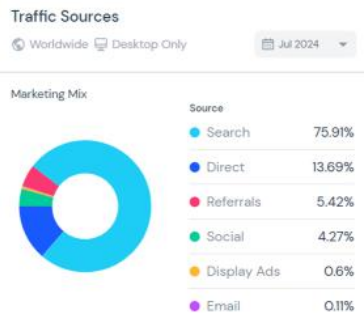 Traffic Sources
Worldwide Desktop Only
Jul 2024
Marketing Mix
Source
Search 75.91%
Direct 13.69%
Referrals 5.42%
Social 4.27%
Display Ads 0.6%
Email 0.11%